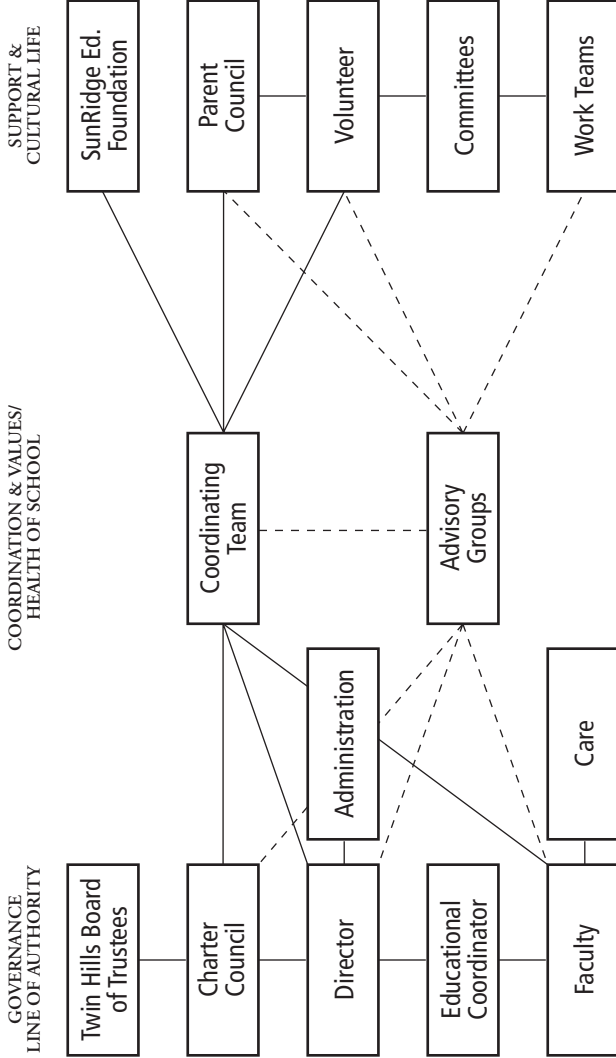 GOVERNANCE
LINE OF AUTHORITY
Twin Hills Board
of Trustees
Charter
Council
Director
Administration
Educational
Coordinator
Faculty
Care
COORDINATION & VALUES/
HEALTH OF SCHOOL
Coordinating
Team
Advisory
Groups
SUPPORT &
CULTURAL LIFE
SunRidge Ed.
Foundation
Parent
Council
Volunteer
Committees
Work Teams